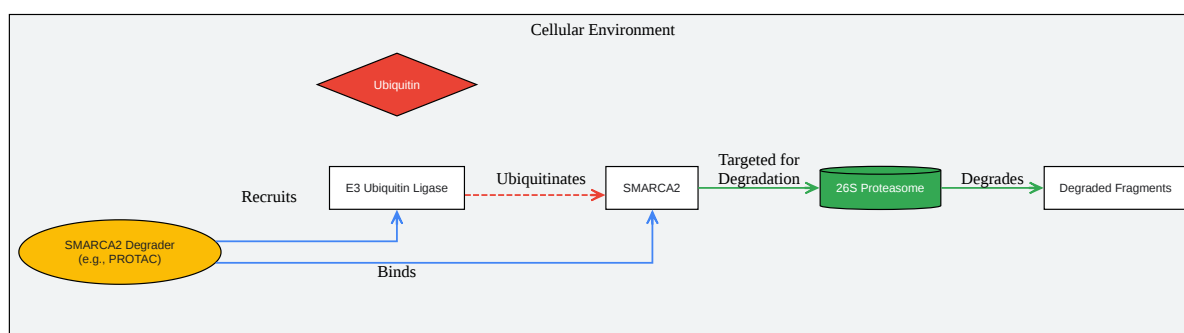 Cellular Environment
Ubiquitin
Recruits
E3 Ubiquitin Ligase
Ubiquitinates
SMARCA2
Targeted for
Degradation
26S Proteasome
Degrades
Degraded Fragments
SMARCA2 Degrader
(e.g., PROTAC)
Binds